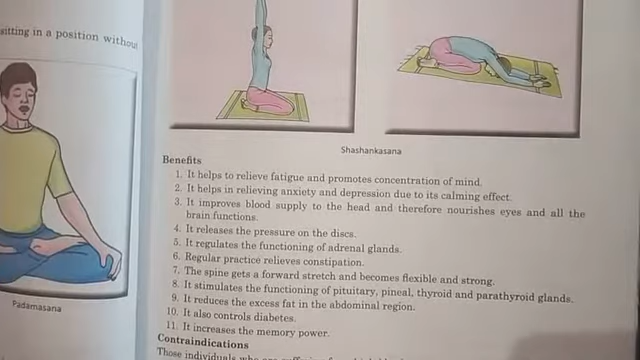 sitting in a position without
Padamasana
Shashankasana
Benefits
1. It helps to relieve fatigue and promotes concentration of mind.
2. It helps in relieving anxiety and depression due to its calming effect.
3. It improves blood supply to the head and therefore nourishes eyes and all the
brain functions.
4. It releases the pressure on the discs.
5. It regulates the functioning of adrenal glands.
6. Regular practice relieves constipation.
7. The spine gets a forward stretch and becomes flexible and strong.
8. It stimulates the functioning of pituitary, pineal, thyroid and parathyroid glands.
9. It reduces the excess fat in the abdominal region.
10. It also controls diabetes.
11. It increases the memory power.
Contraindications
Those individuals who